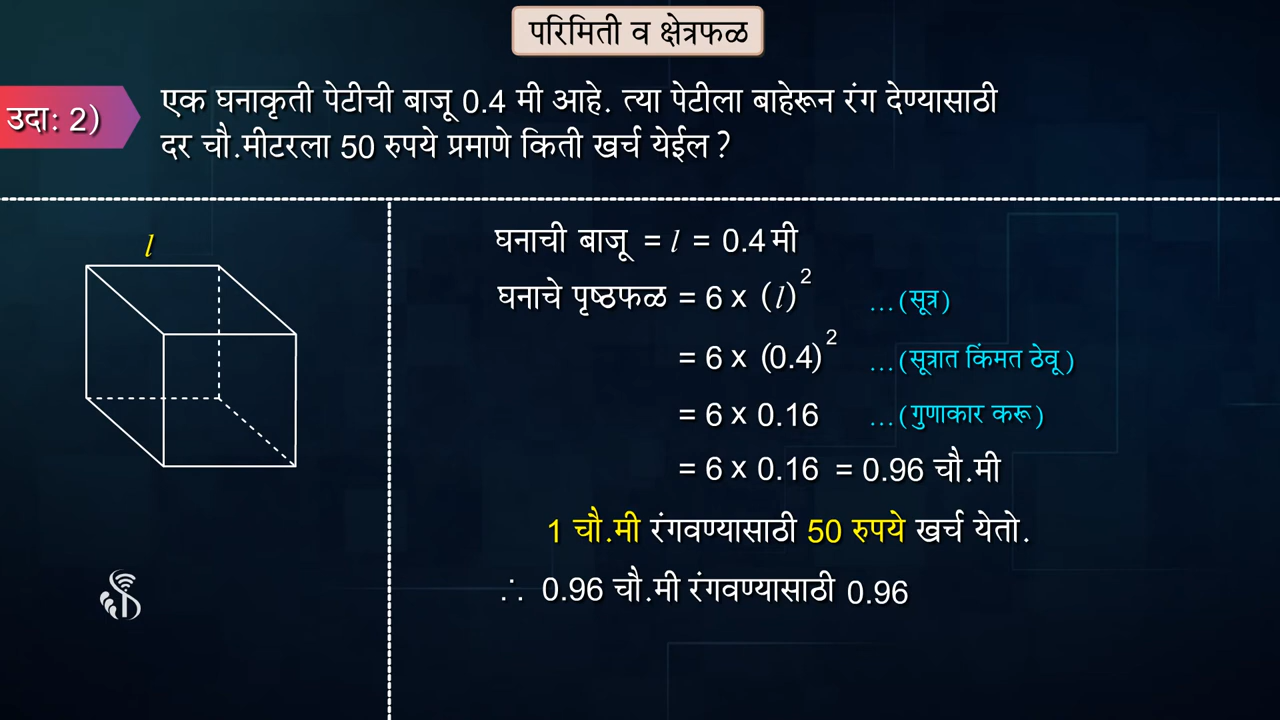 परिमिती व क्षेत्रफळ
उदा: 2)
एक घनाकृती पेटीची बाजू 0.4 मी आहे. त्या पेटीला बाहेरून रंग देण्यासाठी
दर चौ.मीटरला 50 रुपये प्रमाणे किती खर्च येईल ?
l
घनाची बाजू = l = 0.4 मी
घनाचे पृष्ठफळ = 6 x (l)² ...(सूत्र)
= 6 x (0.4)² ...(सूत्रात किंमत ठेवू)
= 6 x 0.16 ...(गुणाकार करू)
= 6 x 0.16 = 0.96 चौ.मी
1 चौ.मी रंगवण्यासाठी 50 रुपये खर्च येतो.
∴ 0.96 चौ.मी रंगवण्यासाठी 0.96